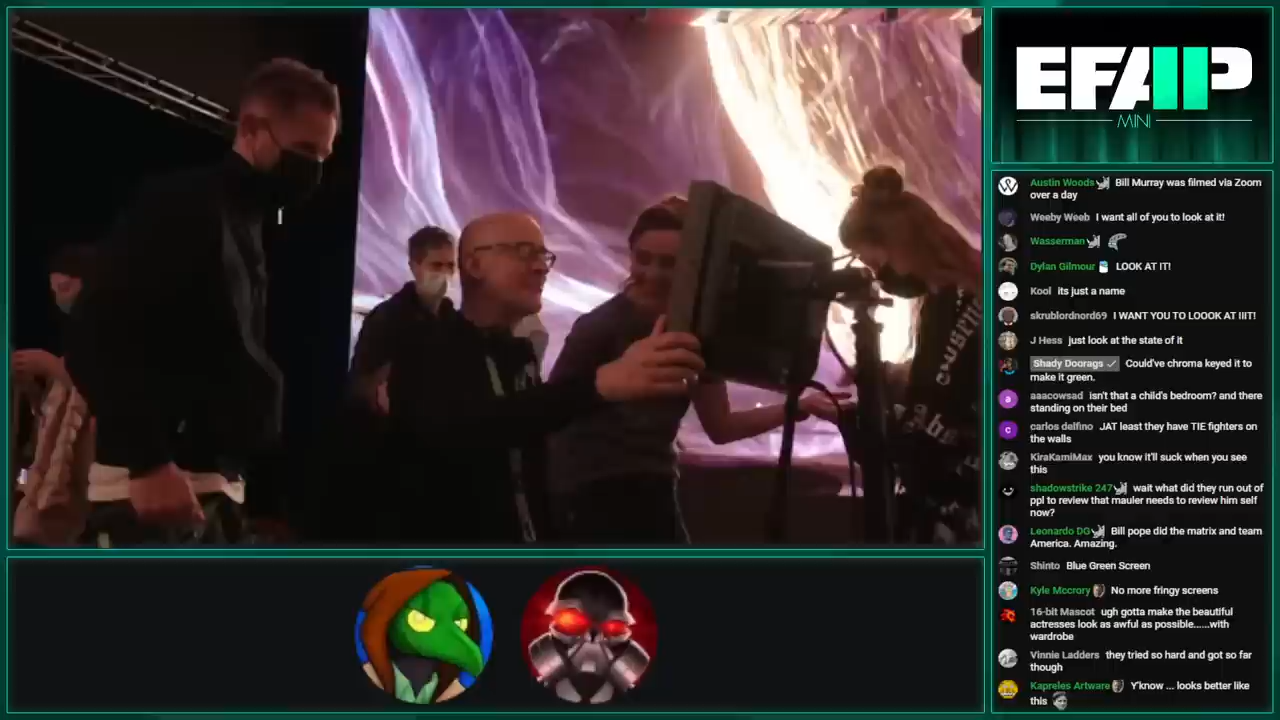 EFAP
MINI
Austin Woods Bill Murray was filmed via Zoom
over a day
Weeby Weeb I want all of you to look at it!
Wasserman
Dylan Gilmour LOOK AT IT!
Kool its just a name
skrublordnord69 I WANT YOU TO LOOOK AT IIIT!
J Hess just look at the state of it
Shady Doorags ✓ Could've chroma keyed it to
make it green.
aaacowsad isn't that a child's bedroom? and there
standing on their bed
carlos delfino JAT least they have TIE fighters on
the walls
KiraKamiMax you know it'll suck when you see
this
shadowstrike 247 wait what did they run out of
ppl to review that mauler needs to review him self
now?
Leonardo DG Bill pope did the matrix and team
America. Amazing.
Shinto Blue Green Screen
Kyle Mccrory No more fringy screens
16-bit Mascot ugh gotta make the beautiful
actresses look as awful as possible......with
wardrobe
Vinnie Ladders they tried so hard and got so far
though
Kapreles Artware Y'know ... looks better like
this